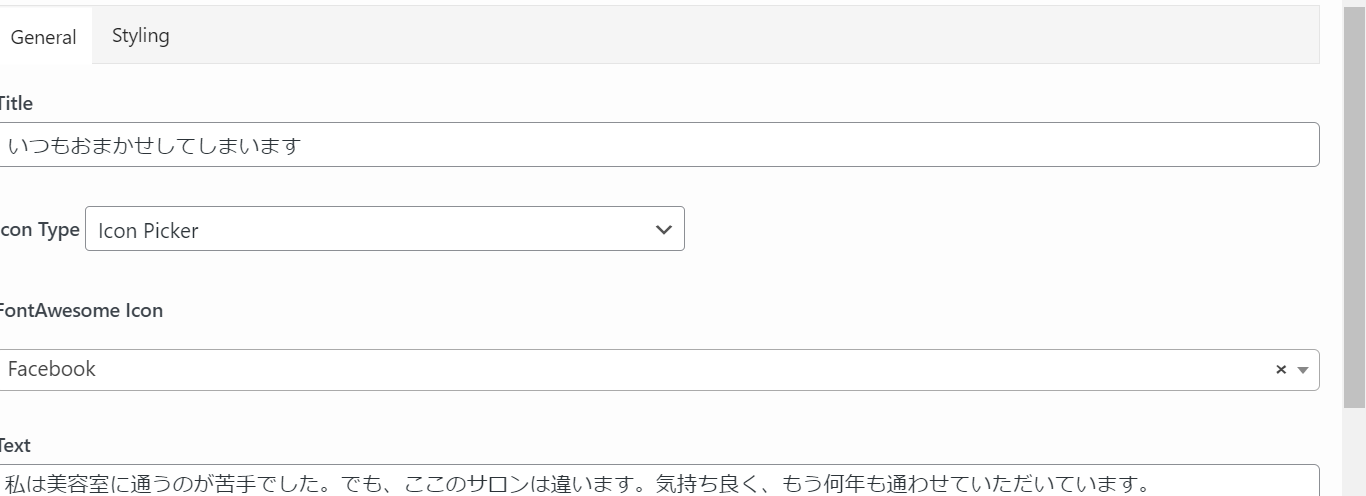 General Styling
Title
いつもおまかせしてしまいます
Icon Type Icon Picker
FontAwesome Icon
Facebook
Text
私は美容室に通うのが苦手でした。でも、ここのサロンは違います。気持ち良く、もう何年も通わせていただいています。